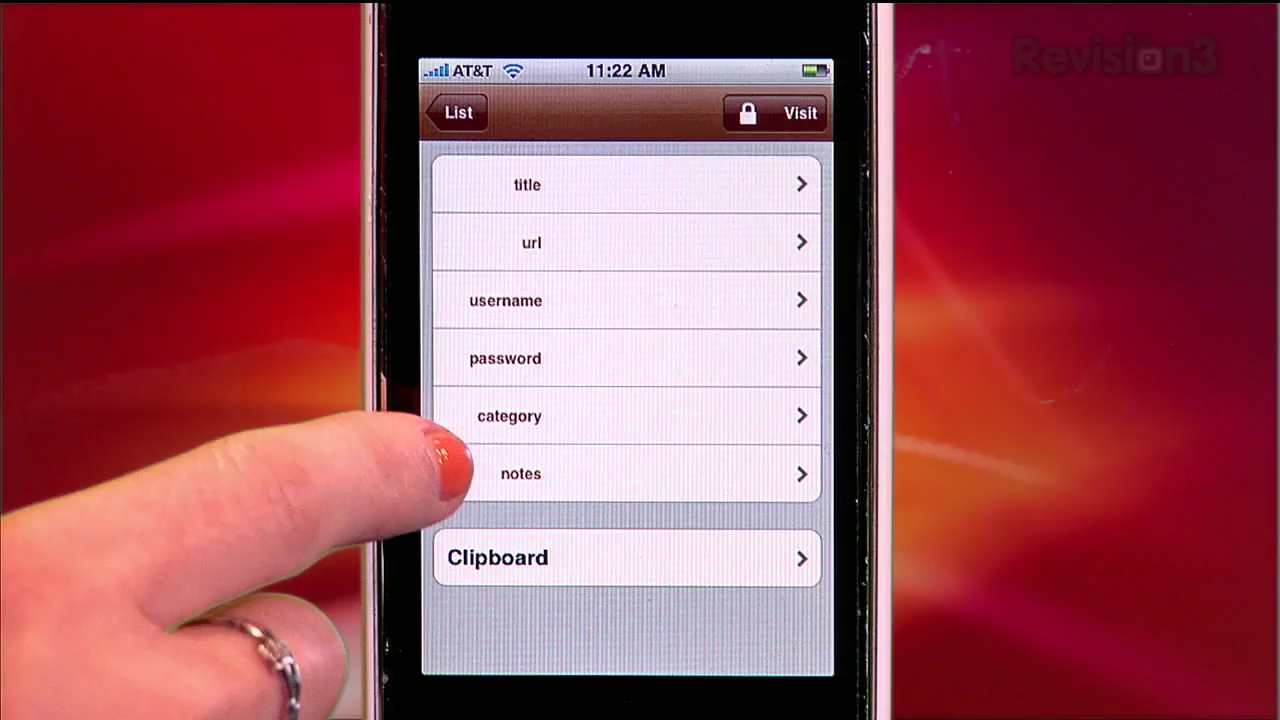 Revision3
AT&T 11:22 AM
List Visit
title
url
username
password
category
notes
Clipboard